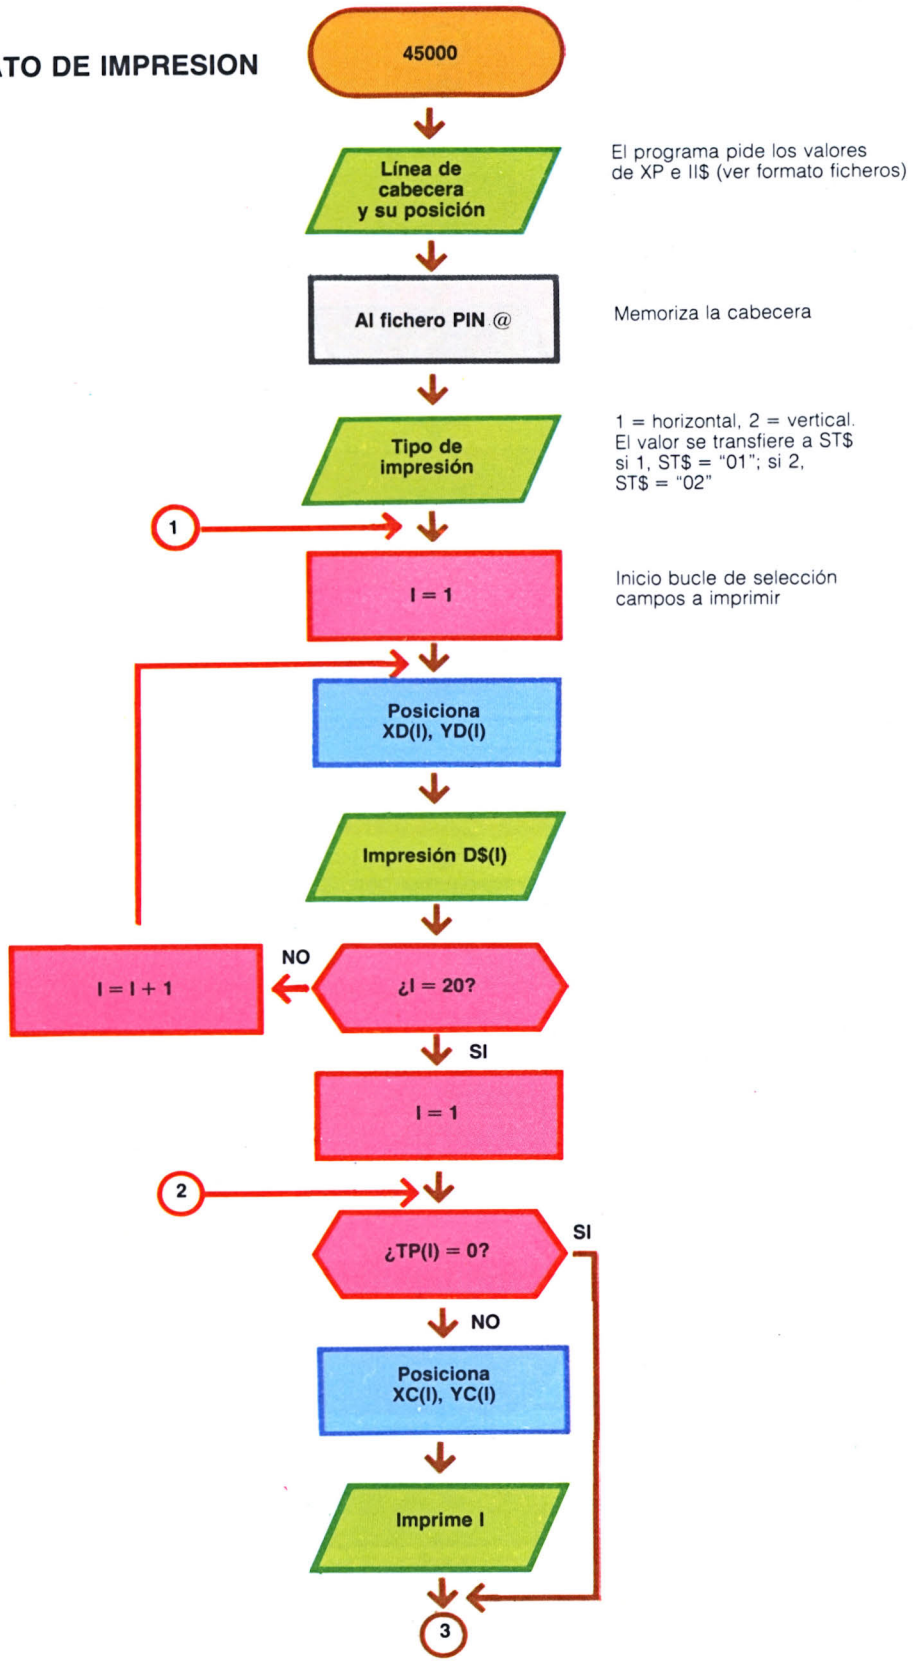 ATO DE IMPRESION
45000
Línea de
cabecera
y su posición
El programa pide los valores
de XP e II$ (ver formato ficheros)
Al fichero PIN @
Memoriza la cabecera
Tipo de
impresión
1 = horizontal, 2 = vertical.
El valor se transfiere a ST$
si 1, ST$ = “01”; si 2,
ST$ = “02”
1
I = 1
Inicio bucle de selección
campos a imprimir
Posiciona
XD(I), YD(I)
Impresión D$(I)
¿I = 20?
NO
I = I + 1
SI
I = 1
2
¿TP(I) = 0?
SI
NO
Posiciona
XC(I), YC(I)
Imprime I
3